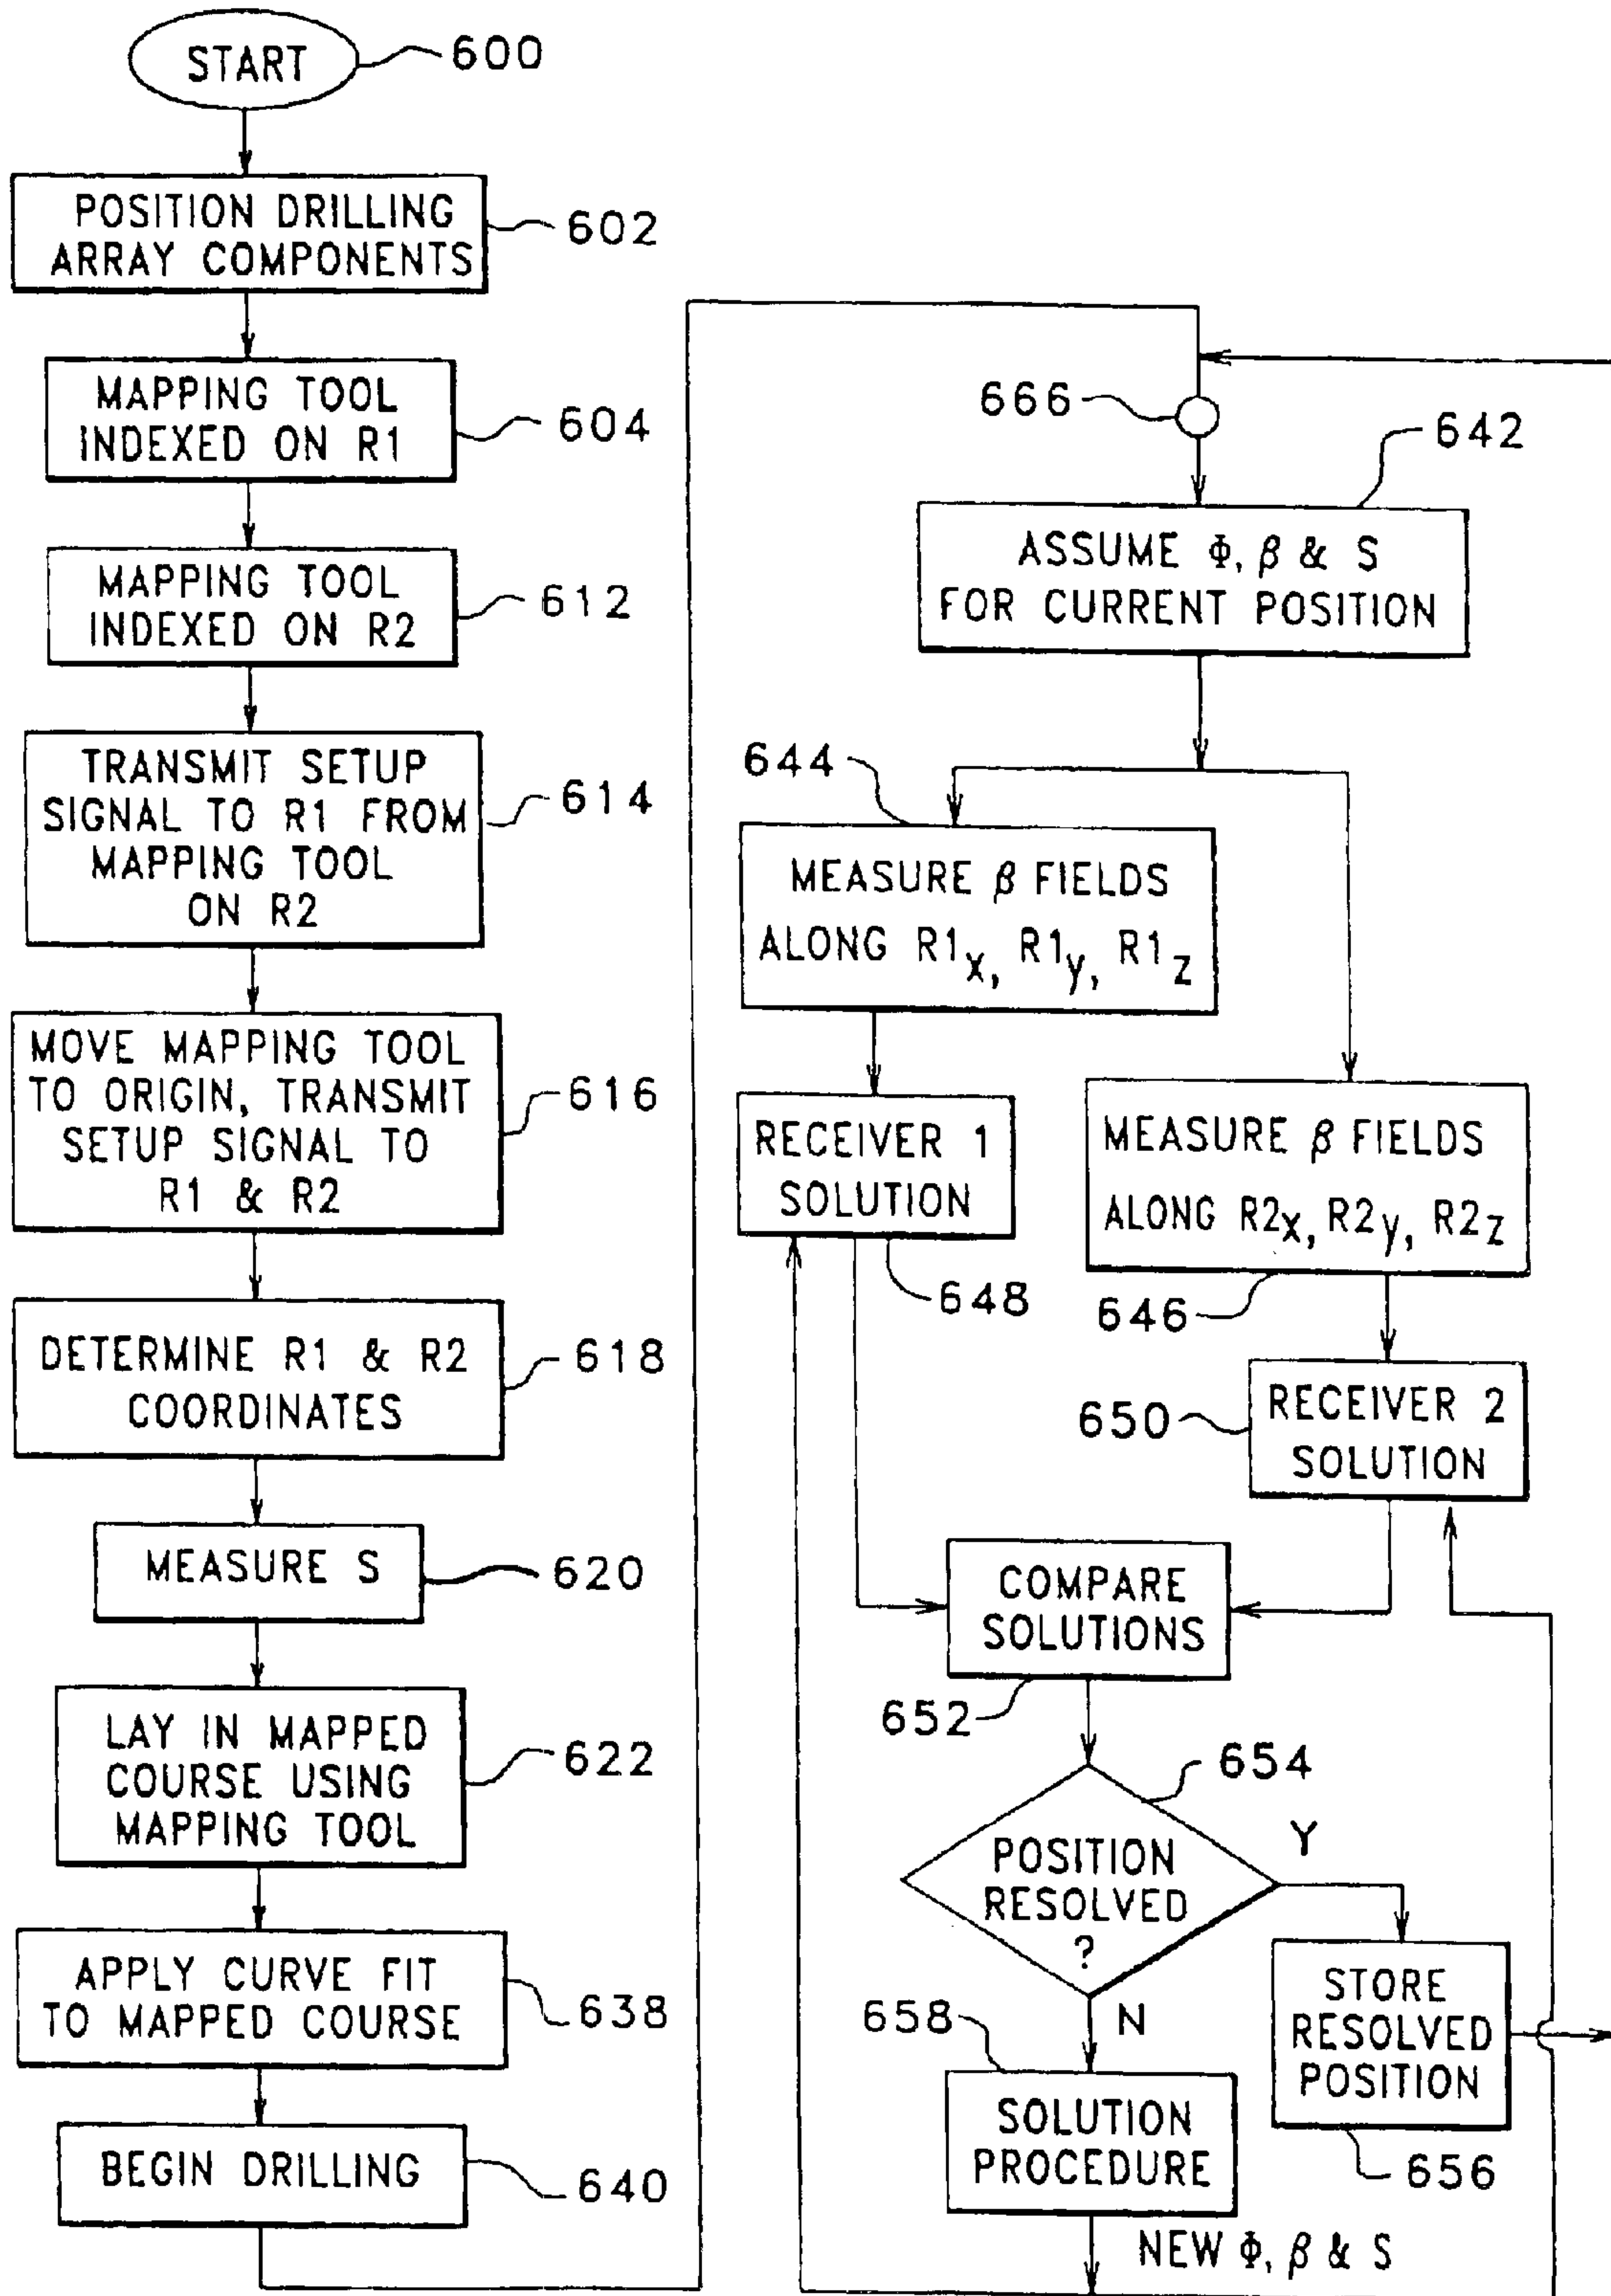 START
600
POSITION DRILLING
ARRAY COMPONENTS
602
MAPPING TOOL
INDEXED ON R1
604
MAPPING TOOL
INDEXED ON R2
612
TRANSMIT SETUP
SIGNAL TO R1 FROM
MAPPING TOOL
ON R2
614
MOVE MAPPING TOOL
TO ORIGIN, TRANSMIT
SETUP SIGNAL TO
R1 & R2
616
DETERMINE R1 & R2
COORDINATES
618
MEASURE S
620
LAY IN MAPPED
COURSE USING
MAPPING TOOL
622
APPLY CURVE FIT
TO MAPPED COURSE
638
BEGIN DRILLING
640
666
642
ASSUME Φ, β & S
FOR CURRENT POSITION
644
MEASURE β FIELDS
ALONG R1x, R1y, R1z
RECEIVER 1
SOLUTION
648
MEASURE β FIELDS
ALONG R2x, R2y, R2z
646
650
RECEIVER 2
SOLUTION
COMPARE
SOLUTIONS
652
654
POSITION
RESOLVED
?
Y
N
STORE
RESOLVED
POSITION
656
658
SOLUTION
PROCEDURE
NEW Φ, β & S